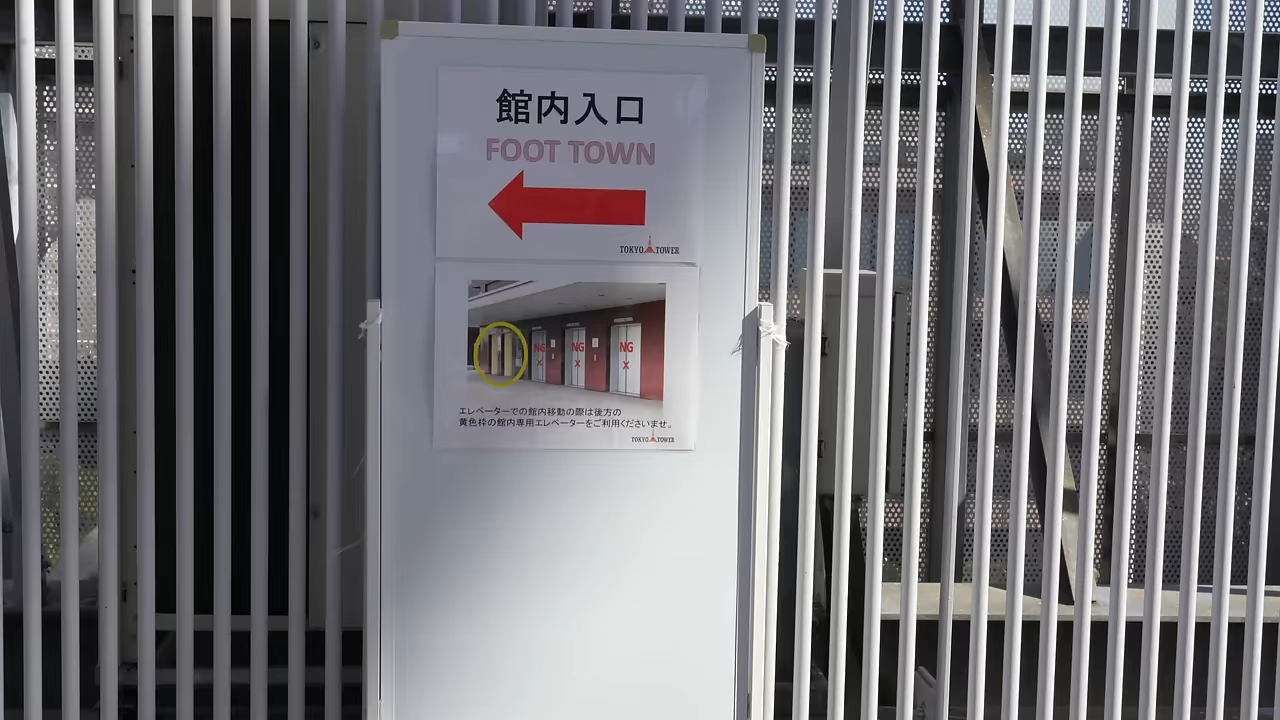 館内入口
FOOT TOWN
TOKYO TOWER
NG
×
NG
×
NG
×
エレベーターでの館内移動の際は後方の
黄色枠の館内専用エレベーターをご利用くださいませ。
TOKYO TOWER